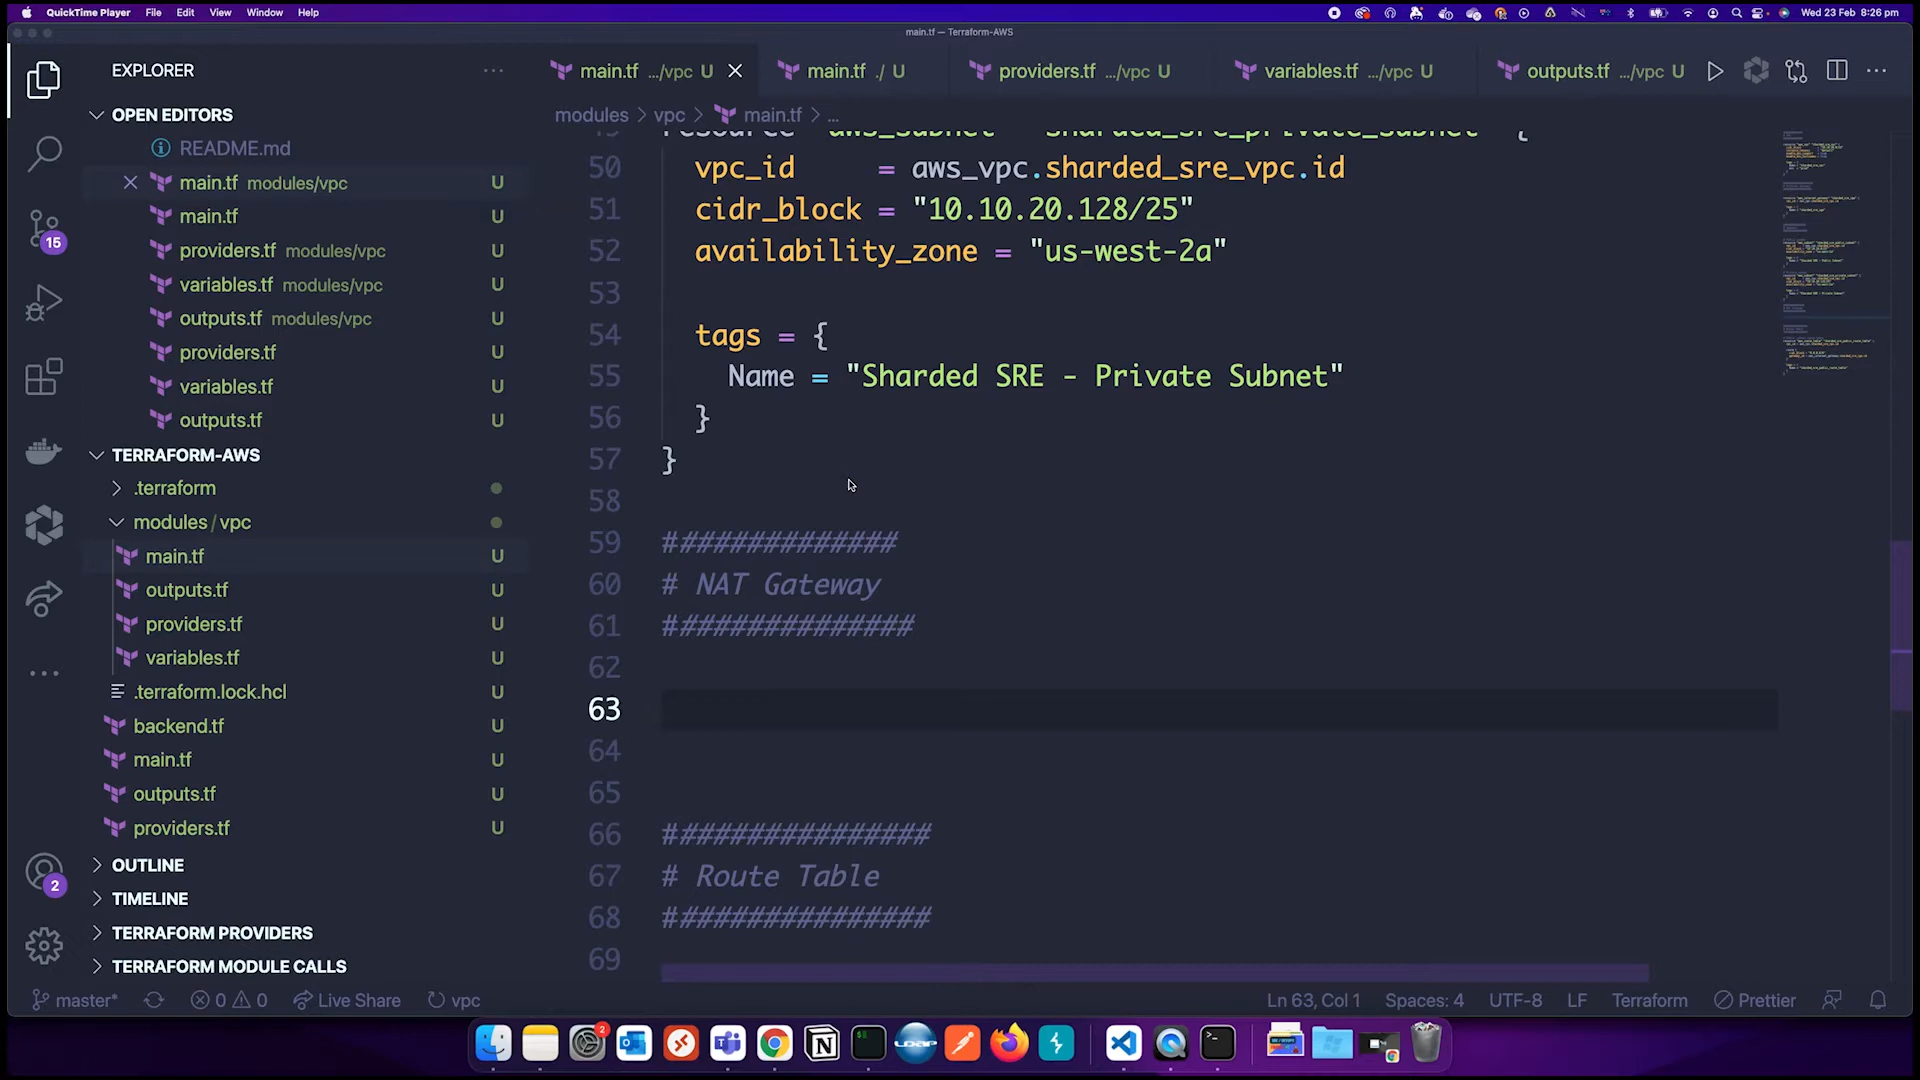 QuickTime Player File Edit View Window Help
Wed 23 Feb 8:26 pm
main.tf — Terraform-AWS
EXPLORER
main.tf .../vpc U
main.tf ./ U
providers.tf .../vpc U
variables.tf .../vpc U
outputs.tf .../vpc U
OPEN EDITORS
README.md
main.tf modules/vpc U
main.tf U
providers.tf modules/vpc U
variables.tf modules/vpc U
outputs.tf modules/vpc U
providers.tf U
variables.tf U
outputs.tf U
TERRAFORM-AWS
.terraform
modules / vpc
main.tf U
outputs.tf U
providers.tf U
variables.tf U
.terraform.lock.hcl U
backend.tf U
main.tf U
outputs.tf U
providers.tf U
OUTLINE
TIMELINE
TERRAFORM PROVIDERS
TERRAFORM MODULE CALLS
15
2
modules > vpc > main.tf > ...
49 resource "aws_subnet" "sharded_sre_private_subnet" {
50 vpc_id = aws_vpc.sharded_sre_vpc.id
51 cidr_block = "10.10.20.128/25"
52 availability_zone = "us-west-2a"
53
54 tags = {
55 Name = "Sharded SRE - Private Subnet"
56 }
57 }
58
59 ##############
60 # NAT Gateway
61 ###############
62
63
64
65
66 ################
67 # Route Table
68 ################
69
master* 0 0 Live Share vpc
Ln 63, Col 1 Spaces: 4 UTF-8 LF Terraform Prettier
2
LDAP